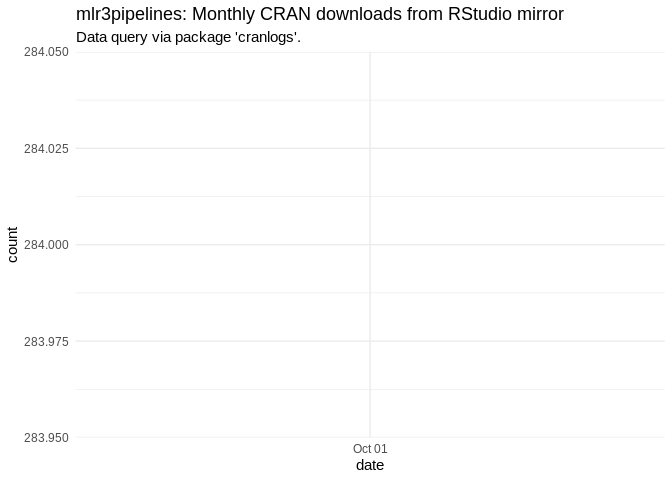 mlr3pipelines: Monthly CRAN downloads from RStudio mirror
Data query via package 'cranlogs'.
284.050
284.025
284.000
283.975
283.950
count
Oct 01
date